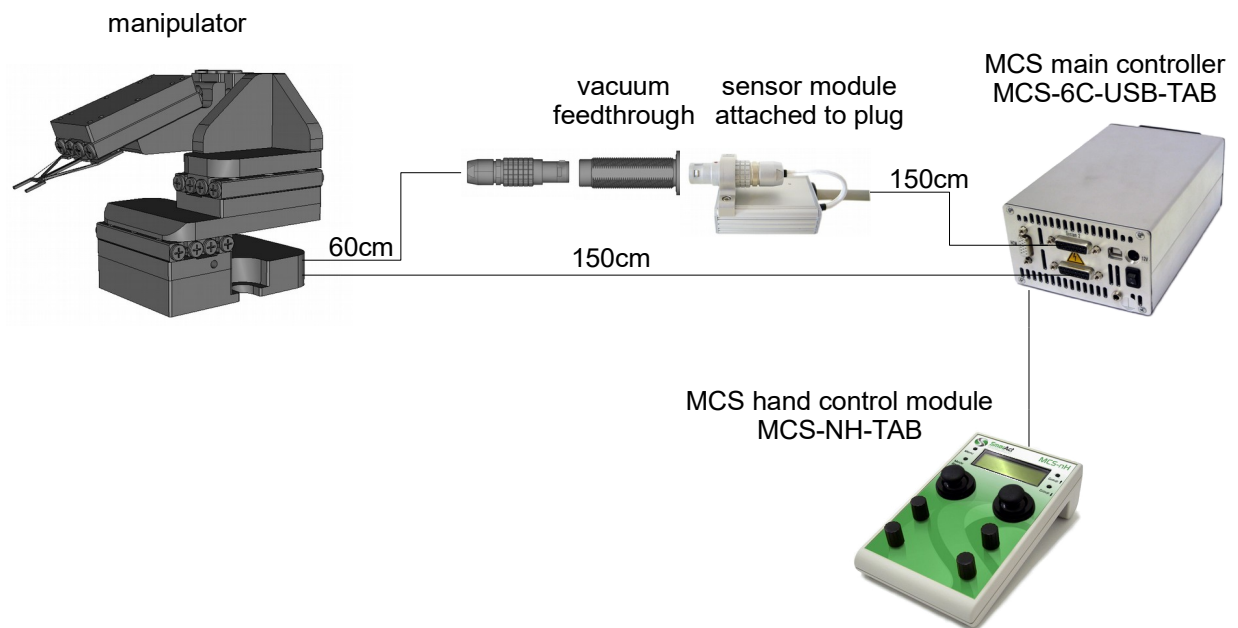 manipulator
vacuum
feedthrough
sensor module
attached to plug
MCS main controller
MCS-6C-USB-TAB
150cm
60cm
150cm
MCS hand control module
MCS-NH-TAB
SmarAct
MCS-nH